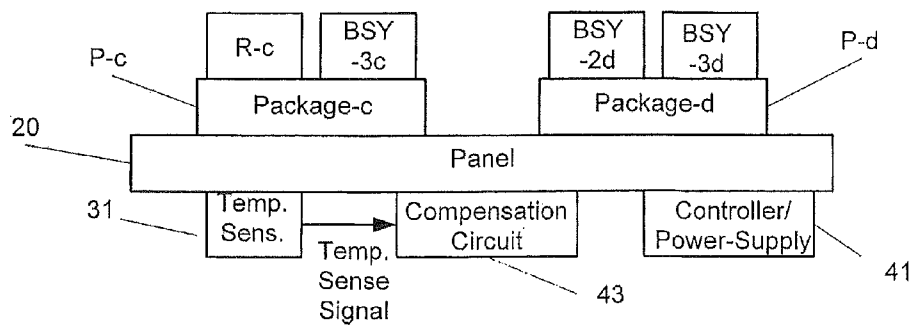 R-c
BSY
-3c
BSY
-2d
BSY
-3d
P-c
P-d
Package-c
Package-d
20
Panel
31
Temp.
Sens.
Compensation
Circuit
Controller/
Power-Supply
Temp.
Sense
Signal
43
41